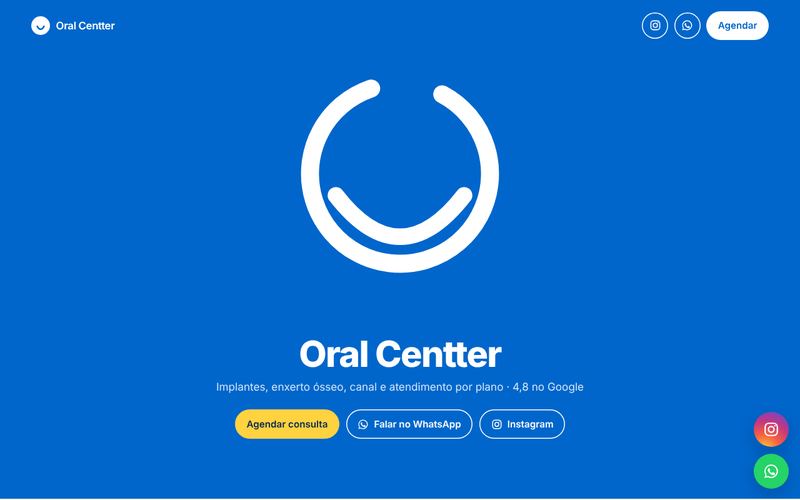 Oral Centter
Agendar
Oral Centter
Implantes, enxerto ósseo, canal e atendimento por plano · 4,8 no Google
Agendar consulta
Falar no WhatsApp
Instagram